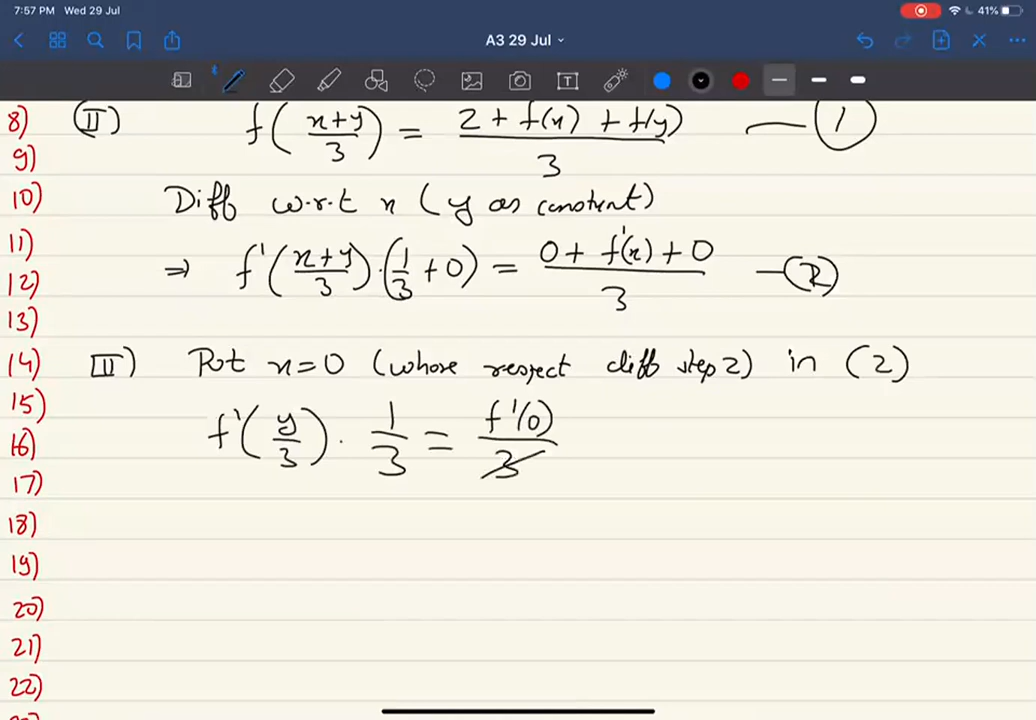 7:57 PM Wed 29 Jul 41%
A3 29 Jul
8) (II) f((x+y)/3) = (2 + f(x) + f(y))/3 — (1)
9)
10) Diff w.r.t x (y as constant)
11)
12) ⇒ f'((x+y)/3)·(1/3 + 0) = (0 + f'(x) + 0)/3 — (2)
13)
14) III) Put x=0 (whose respect diff step 2) in (2)
15)
16) f'(y/3) · 1/3 = f'(0)/3
17)
18)
19)
20)
21)
22)